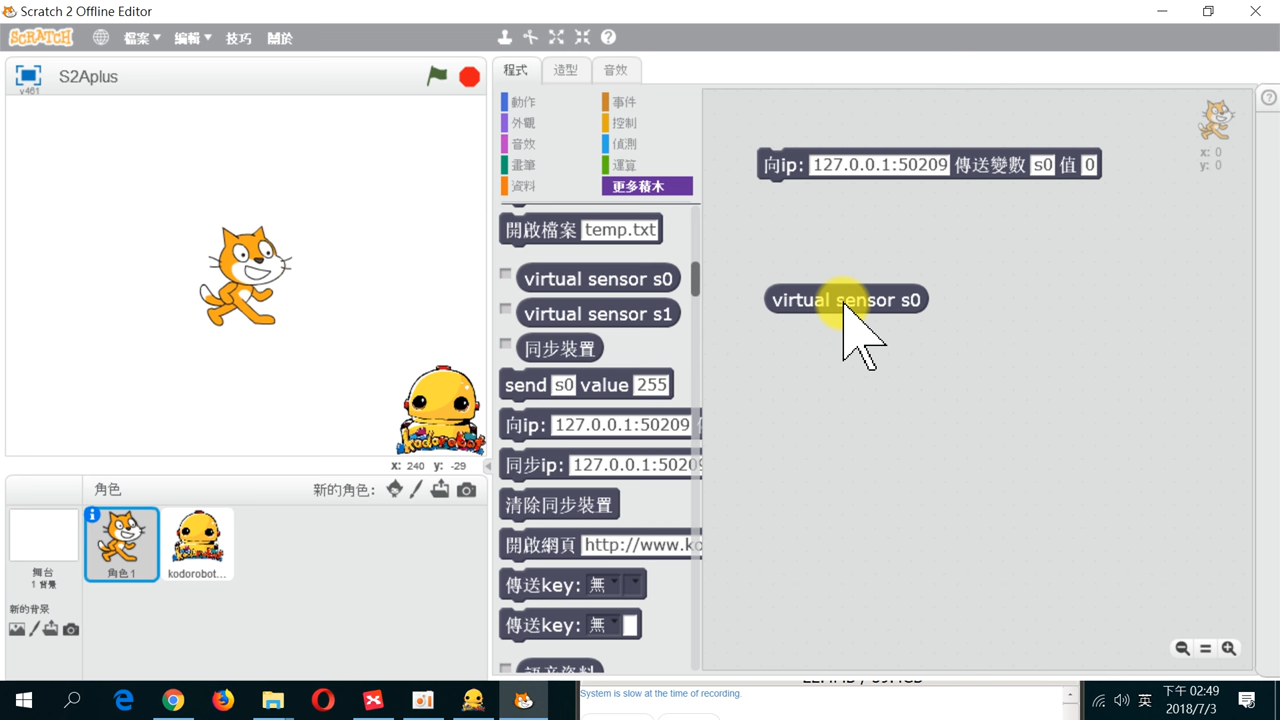 Scratch 2 Offline Editor
SCRATCH
檔案
編輯
技巧
關於
v461
S2Aplus
程式
造型
音效
動作
事件
外觀
控制
音效
偵測
畫筆
運算
資料
更多積木
開啟檔案 temp.txt
virtual sensor s0
virtual sensor s1
同步裝置
send s0 value 255
向ip: 127.0.0.1:50209
同步ip: 127.0.0.1:5020
清除同步裝置
開啟網頁 http://www.ko
傳送key: 無
傳送key: 無
語音資料
向ip: 127.0.0.1:50209 傳送變數 s0 值 0
virtual sensor s0
x: 0
y: 0
kodorobot
x: 240 y: -29
角色
新的角色:
舞台
1 背景
角色1
kodorobot...
新的背景
System is slow at the time of recording.
英
下午 02:49
2018/7/3